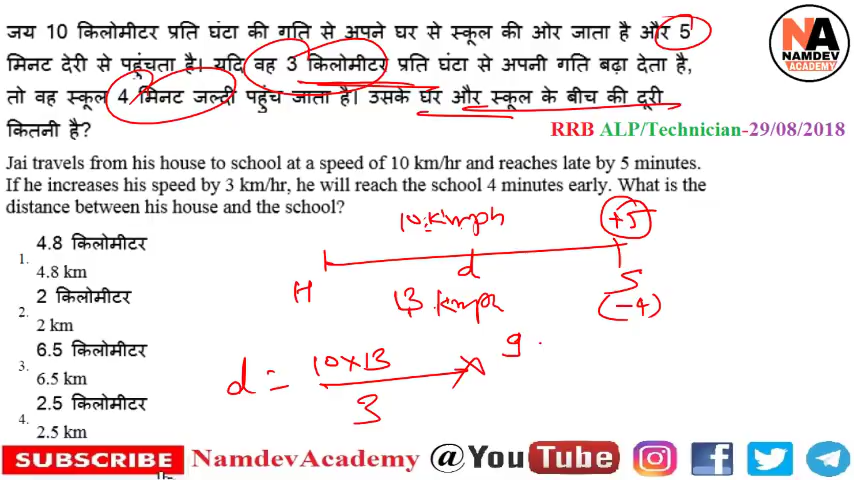 जय 10 किलोमीटर प्रति घंटा की गति से अपने घर से स्कूल की ओर जाता है और 5
मिनट देरी से पहुंचता है। यदि वह 3 किलोमीटर प्रति घंटा से अपनी गति बढ़ा देता है,
तो वह स्कूल 4 मिनट जल्दी पहुंच जाता है। उसके घर और स्कूल के बीच की दूरी
कितनी है?
NAMDEV
ACADEMY
RRB ALP/Technician-29/08/2018
Jai travels from his house to school at a speed of 10 km/hr and reaches late by 5 minutes.
If he increases his speed by 3 km/hr, he will reach the school 4 minutes early. What is the
distance between his house and the school?
10 kmph +5
d
H 13 kmph S
(-4)
1. 4.8 किलोमीटर
4.8 km
2. 2 किलोमीटर
2 km
3. 6.5 किलोमीटर
6.5 km
4. 2.5 किलोमीटर
2.5 km
d = 10×13 × 9
3
SUBSCRIBE NamdevAcademy @YouTube